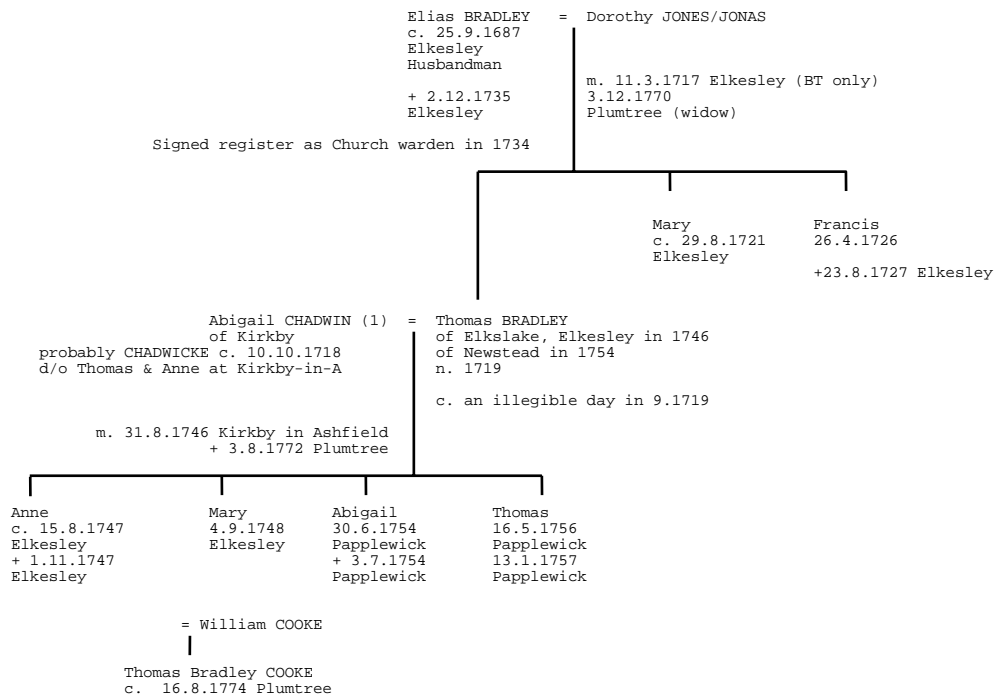 Elias BRADLEY = Dorothy JONES/JONAS
c. 25.9.1687
Elkesley
Husbandman
m. 11.3.1717 Elkesley (BT only)
+ 2.12.1735 3.12.1770
Elkesley Plumtree (widow)
Signed register as Church warden in 1734
Mary Francis
c. 29.8.1721 26.4.1726
Elkesley
+23.8.1727 Elkesley
Abigail CHADWIN (1) = Thomas BRADLEY
of Kirkby of Elkslake, Elkesley in 1746
probably CHADWICKE c. 10.10.1718 of Newstead in 1754
d/o Thomas & Anne at Kirkby-in-A n. 1719
c. an illegible day in 9.1719
m. 31.8.1746 Kirkby in Ashfield
+ 3.8.1772 Plumtree
Anne Mary Abigail Thomas
c. 15.8.1747 4.9.1748 30.6.1754 16.5.1756
Elkesley Elkesley Papplewick Papplewick
+ 1.11.1747 + 3.7.1754 13.1.1757
Elkesley Papplewick Papplewick
= William COOKE
Thomas Bradley COOKE
c. 16.8.1774 Plumtree